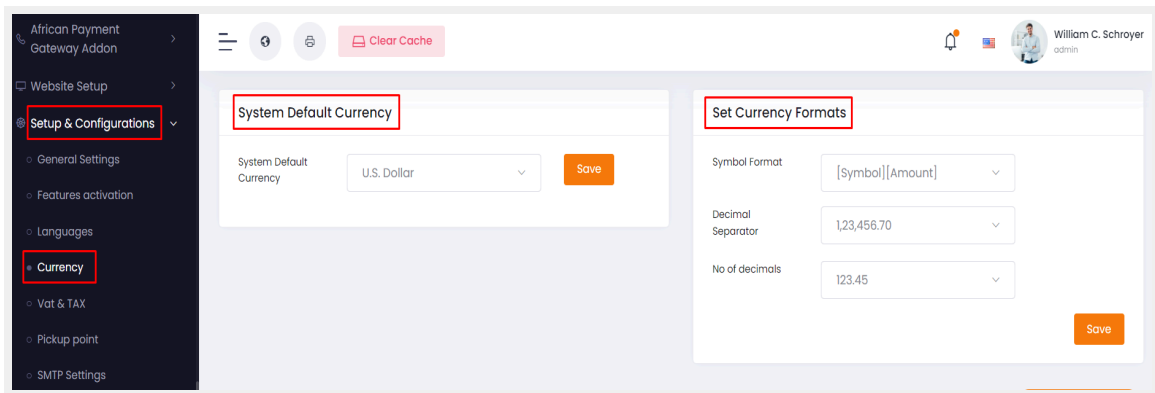 African Payment
Gateway Addon
Website Setup
Setup & Configurations
General Settings
Features activation
Languages
Currency
Vat & TAX
Pickup point
SMTP Settings
Clear Cache
William C. Schroyer
admin
System Default Currency
System Default
Currency
U.S. Dollar
Save
Set Currency Formats
Symbol Format
[Symbol][Amount]
Decimal
Separator
1,23,456.70
No of decimals
123.45
Save